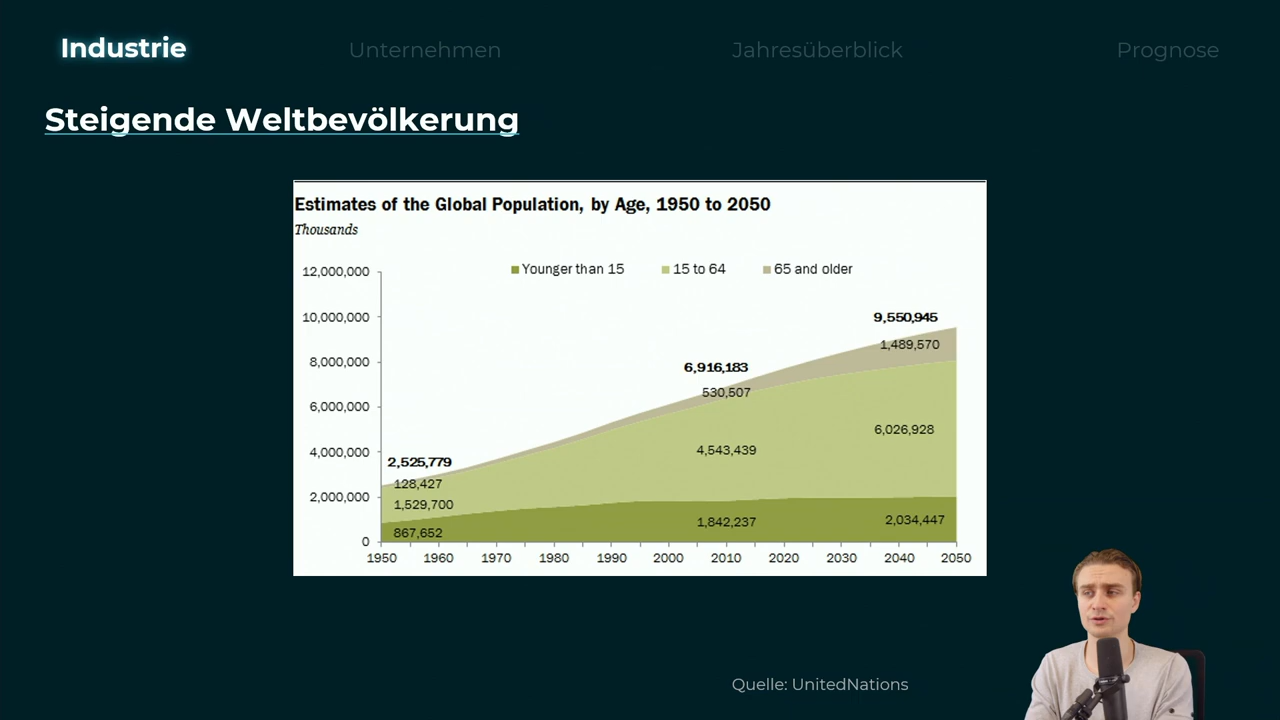 Industrie
Unternehmen
Jahresüberblick
Prognose
Steigende Weltbevölkerung
Estimates of the Global Population, by Age, 1950 to 2050
Thousands
Younger than 15
15 to 64
65 and older
12,000,000
10,000,000
8,000,000
6,000,000
4,000,000
2,000,000
0
9,550,945
1,489,570
6,916,183
530,507
6,026,928
4,543,439
2,525,779
128,427
1,529,700
867,652
1,842,237
2,034,447
1950 1960 1970 1980 1990 2000 2010 2020 2030 2040 2050
Quelle: UnitedNations